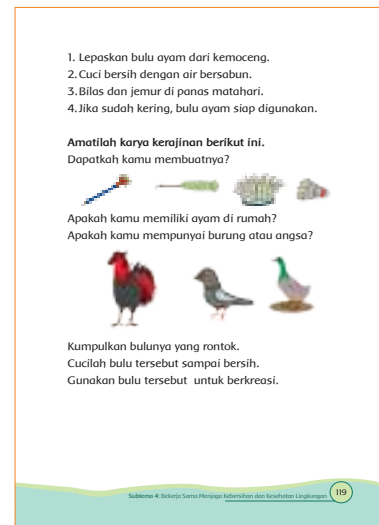 1. Lepaskan bulu ayam dari kemoceng.
2. Cuci bersih dengan air bersabun.
3. Bilas dan jemur di panas matahari.
4. Jika sudah kering, bulu ayam siap digunakan.
Amatilah karya kerajinan berikut ini.
Dapatkah kamu membuatnya?
Apakah kamu memiliki ayam di rumah?
Apakah kamu mempunyai burung atau angsa?
Kumpulkan bulunya yang rontok.
Cucilah bulu tersebut sampai bersih.
Gunakan bulu tersebut untuk berkreasi.
Subtema 4: Bekerja Sama Menjaga Kebersihan dan Kesehatan Lingkungan
119